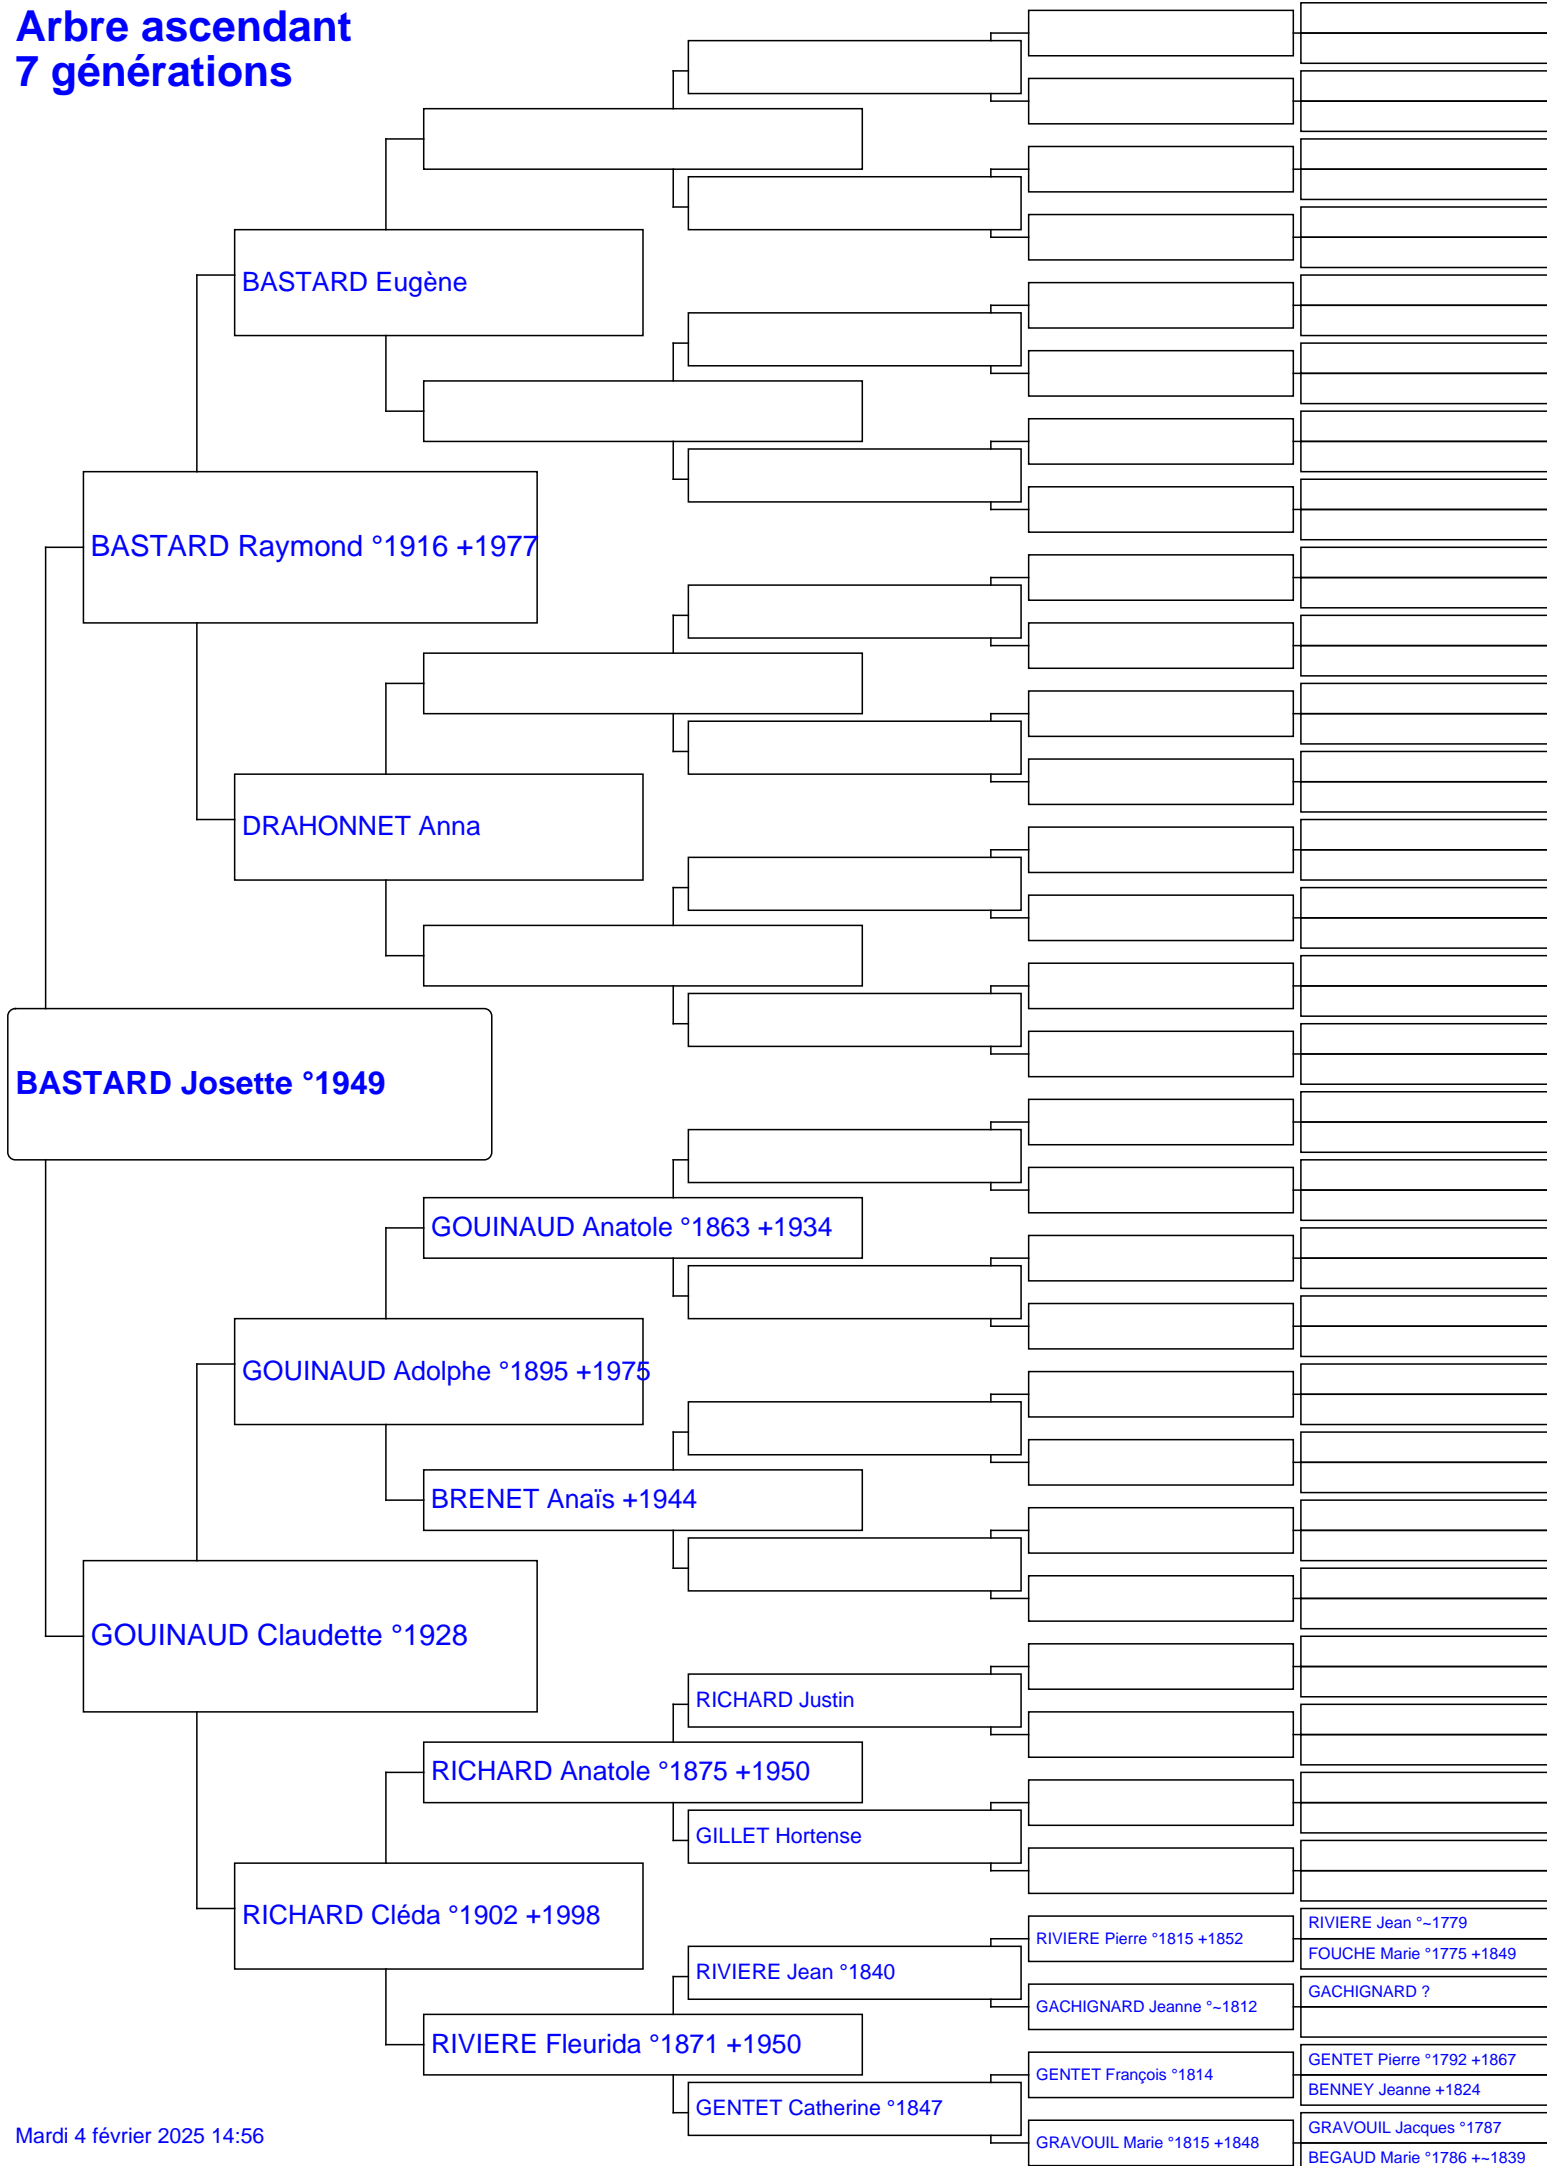 Arbre ascendant
7 générations
BASTARD Eugène
BASTARD Raymond °1916 +1977
DRAHONNET Anna
BASTARD Josette °1949
GOUINAUD Anatole °1863 +1934
GOUINAUD Adolphe °1895 +1975
BRENET Anaïs +1944
GOUINAUD Claudette °1928
RICHARD Justin
RICHARD Anatole °1875 +1950
GILLET Hortense
RICHARD Cléda °1902 +1998
RIVIERE Jean °~1779
RIVIERE Pierre °1815 +1852
FOUCHE Marie °1775 +1849
RIVIERE Jean °1840
GACHIGNARD ?
GACHIGNARD Jeanne °~1812
RIVIERE Fleurida °1871 +1950
GENTET Pierre °1792 +1867
GENTET François °1814
BENNEY Jeanne +1824
GENTET Catherine °1847
GRAVOUIL Jacques °1787
GRAVOUIL Marie °1815 +1848
BEGAUD Marie °1786 +~1839
Mardi 4 février 2025 14:56